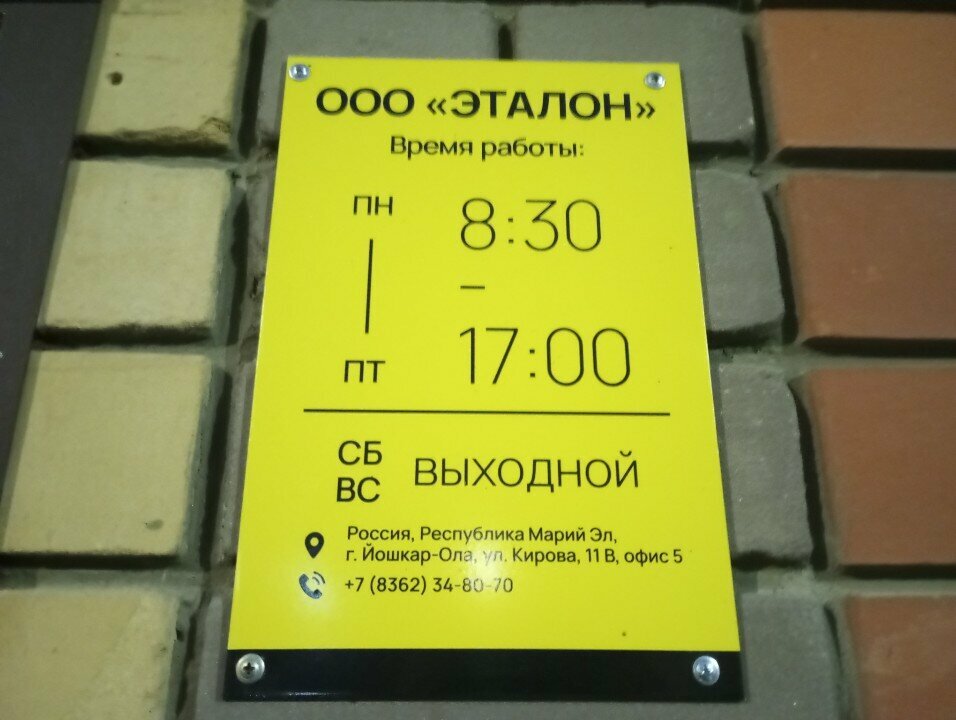 ООО «ЭТАЛОН»
Время работы:
ПН 8:30
–
ПТ 17:00
СБ
ВС ВЫХОДНОЙ
Россия, Республика Марий Эл,
г. Йошкар-Ола, ул. Кирова, 11 В, офис 5
+7 (8362) 34-80-70